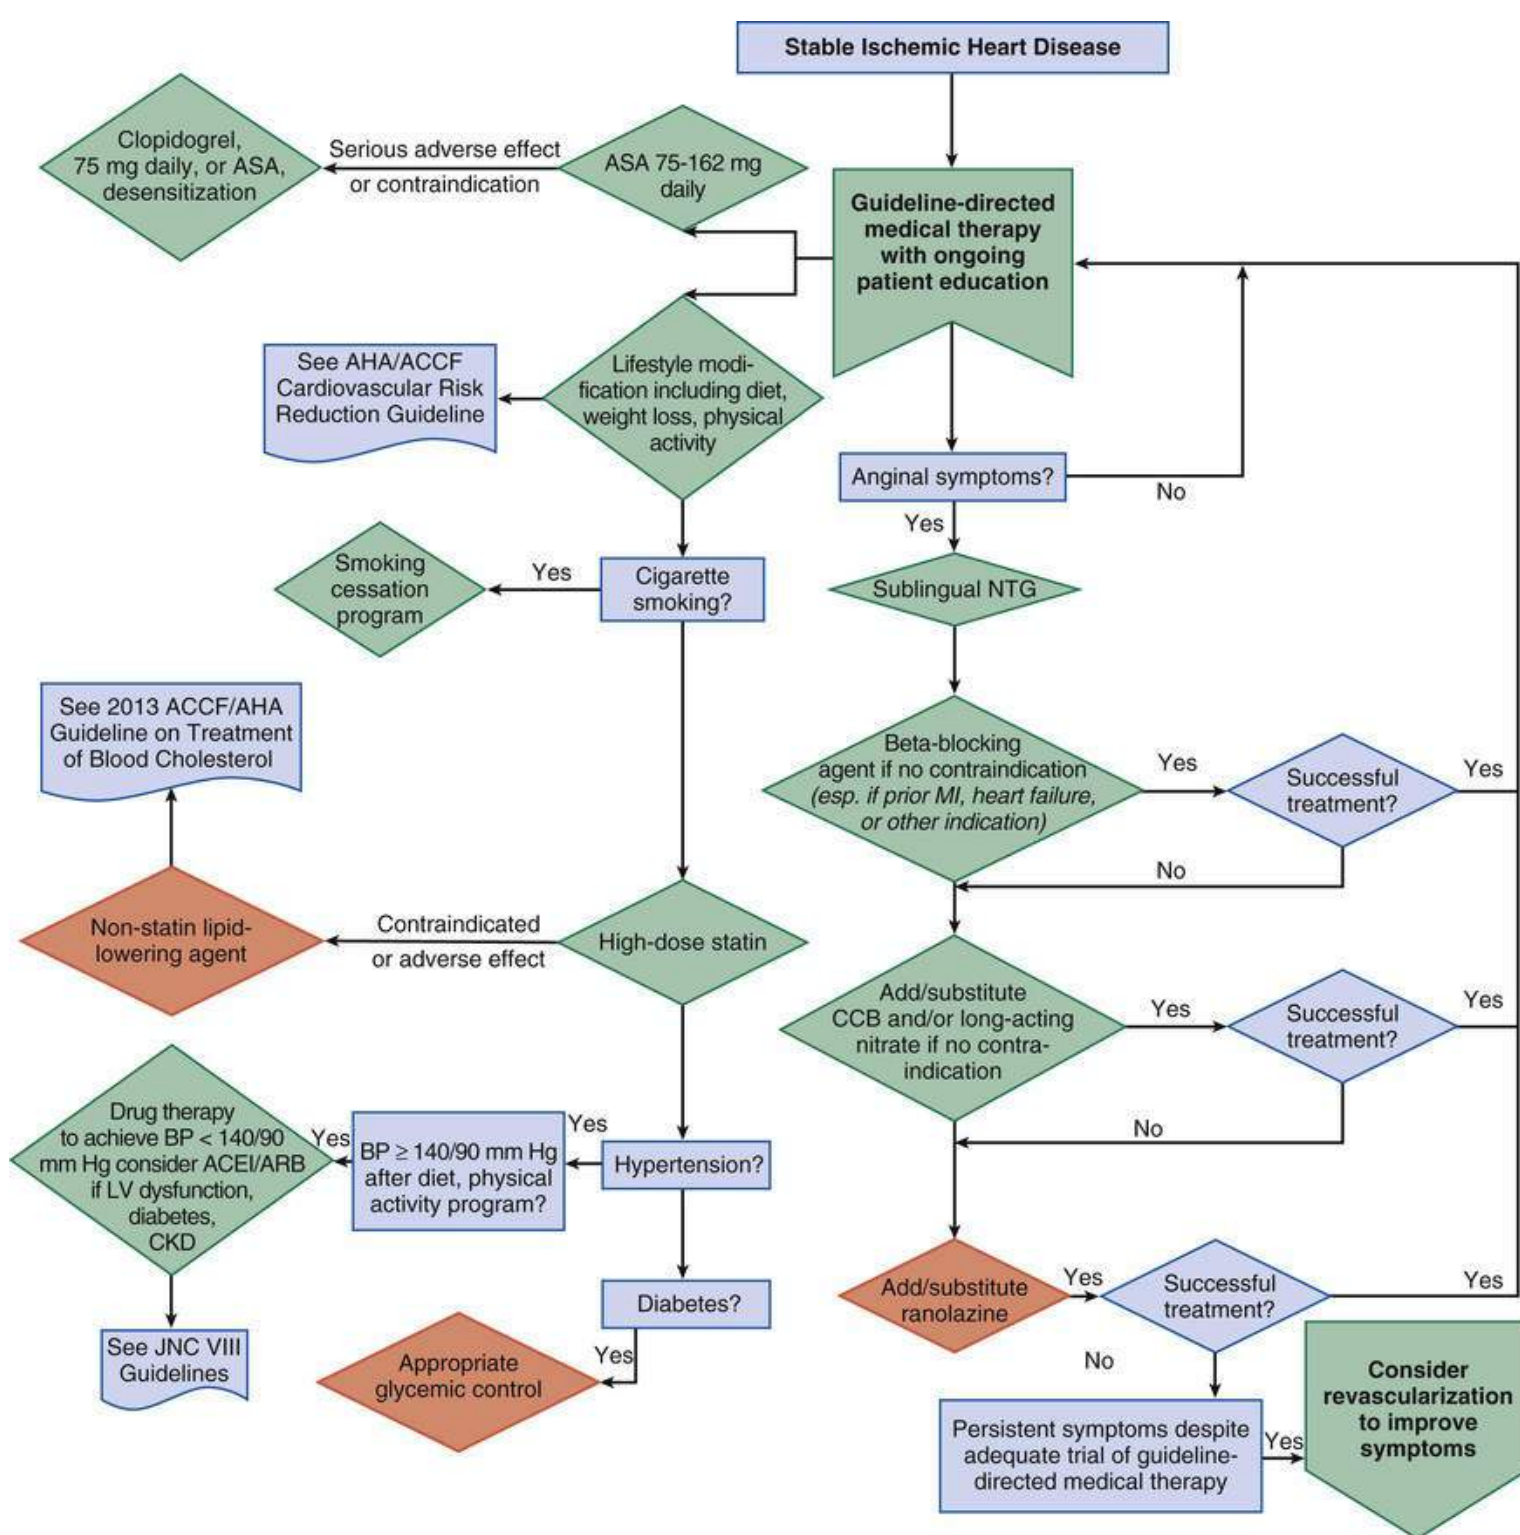 Stable Ischemic Heart Disease
Clopidogrel,
75 mg daily, or ASA,
desensitization
Serious adverse effect
or contraindication
ASA 75-162 mg
daily
Guideline-directed
medical therapy
with ongoing
patient education
See AHA/ACCF
Cardiovascular Risk
Reduction Guideline
Lifestyle modi-
fication including diet,
weight loss, physical
activity
Anginal symptoms?
No
Yes
Smoking
cessation
program
Yes
Cigarette
smoking?
Sublingual NTG
See 2013 ACCF/AHA
Guideline on Treatment
of Blood Cholesterol
Beta-blocking
agent if no contraindication
(esp. if prior MI, heart failure,
or other indication)
Yes
Successful
treatment?
Yes
No
Non-statin lipid-
lowering agent
Contraindicated
or adverse effect
High-dose statin
Add/substitute
CCB and/or long-acting
nitrate if no contra-
indication
Yes
Successful
treatment?
Yes
No
Drug therapy
to achieve BP < 140/90
mm Hg consider ACEI/ARB
if LV dysfunction,
diabetes,
CKD
Yes
BP ≥ 140/90 mm Hg
after diet, physical
activity program?
Yes
Hypertension?
Diabetes?
Yes
Appropriate
glycemic control
See JNC VIII
Guidelines
Add/substitute
ranolazine
Yes
Successful
treatment?
Yes
No
Persistent symptoms despite
adequate trial of guideline-
directed medical therapy
Yes
Consider
revascularization
to improve
symptoms